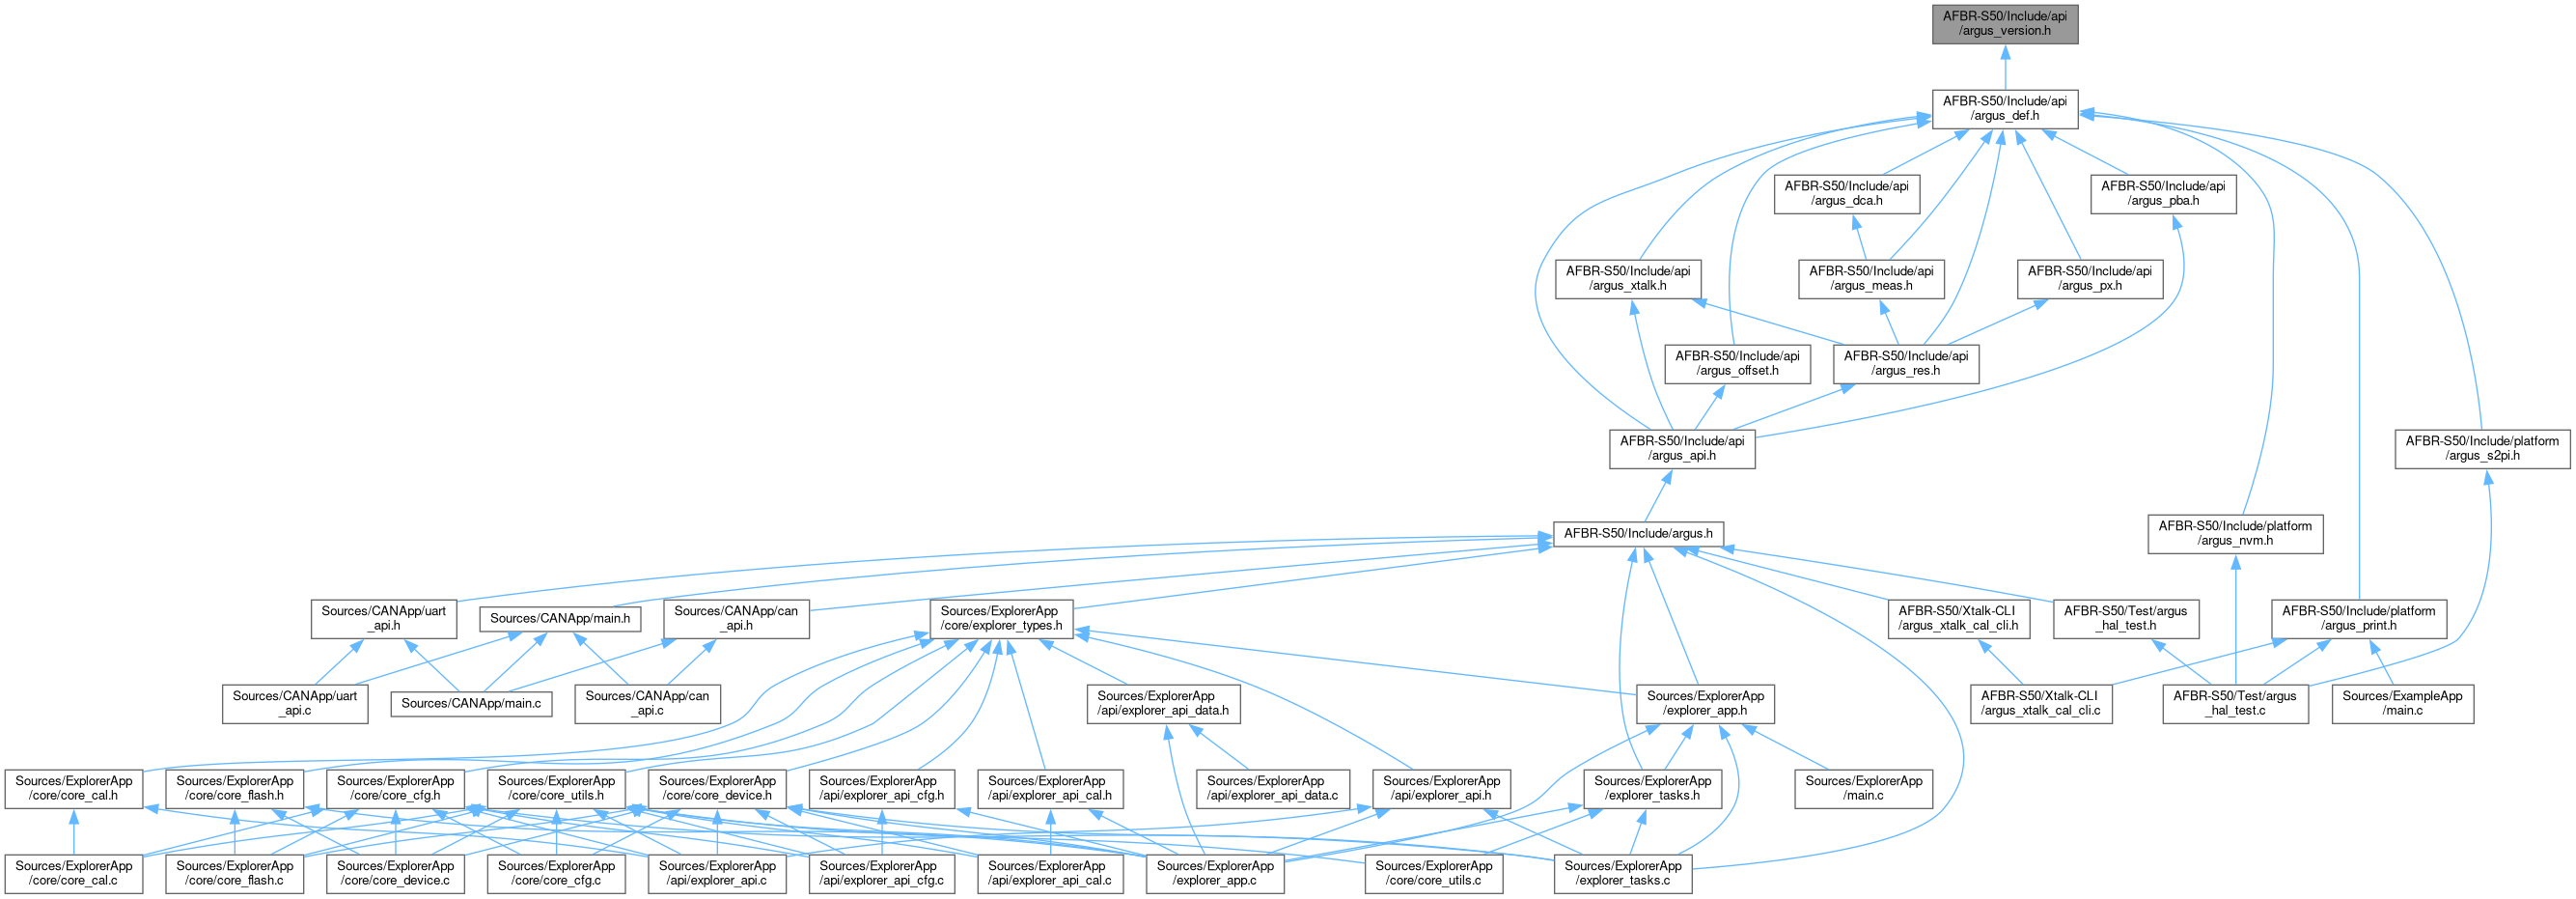 AFBR-S50/Include/api
/argus_version.h
AFBR-S50/Include/api
/argus_def.h
AFBR-S50/Include/api
/argus_dca.h
AFBR-S50/Include/api
/argus_pba.h
AFBR-S50/Include/api
/argus_xtalk.h
AFBR-S50/Include/api
/argus_meas.h
AFBR-S50/Include/api
/argus_px.h
AFBR-S50/Include/api
/argus_offset.h
AFBR-S50/Include/api
/argus_res.h
AFBR-S50/Include/api
/argus_api.h
AFBR-S50/Include/platform
/argus_s2pi.h
AFBR-S50/Include/argus.h
AFBR-S50/Include/platform
/argus_nvm.h
Sources/CANApp/uart
_api.h
Sources/CANApp/main.h
Sources/CANApp/can
_api.h
Sources/ExplorerApp
/core/explorer_types.h
AFBR-S50/Xtalk-CLI
/argus_xtalk_cal_cli.h
AFBR-S50/Test/argus
_hal_test.h
AFBR-S50/Include/platform
/argus_print.h
Sources/CANApp/uart
_api.c
Sources/CANApp/main.c
Sources/CANApp/can
_api.c
Sources/ExplorerApp
/api/explorer_api_data.h
Sources/ExplorerApp
/explorer_app.h
AFBR-S50/Xtalk-CLI
/argus_xtalk_cal_cli.c
AFBR-S50/Test/argus
_hal_test.c
Sources/ExampleApp
/main.c
Sources/ExplorerApp
/core/core_cal.h
Sources/ExplorerApp
/core/core_flash.h
Sources/ExplorerApp
/core/core_cfg.h
Sources/ExplorerApp
/core/core_utils.h
Sources/ExplorerApp
/core/core_device.h
Sources/ExplorerApp
/api/explorer_api_cfg.h
Sources/ExplorerApp
/api/explorer_api_cal.h
Sources/ExplorerApp
/api/explorer_api_data.c
Sources/ExplorerApp
/api/explorer_api.h
Sources/ExplorerApp
/explorer_tasks.h
Sources/ExplorerApp
/main.c
Sources/ExplorerApp
/core/core_cal.c
Sources/ExplorerApp
/core/core_flash.c
Sources/ExplorerApp
/core/core_device.c
Sources/ExplorerApp
/core/core_cfg.c
Sources/ExplorerApp
/api/explorer_api.c
Sources/ExplorerApp
/api/explorer_api_cfg.c
Sources/ExplorerApp
/api/explorer_api_cal.c
Sources/ExplorerApp
/explorer_app.c
Sources/ExplorerApp
/core/core_utils.c
Sources/ExplorerApp
/explorer_tasks.c